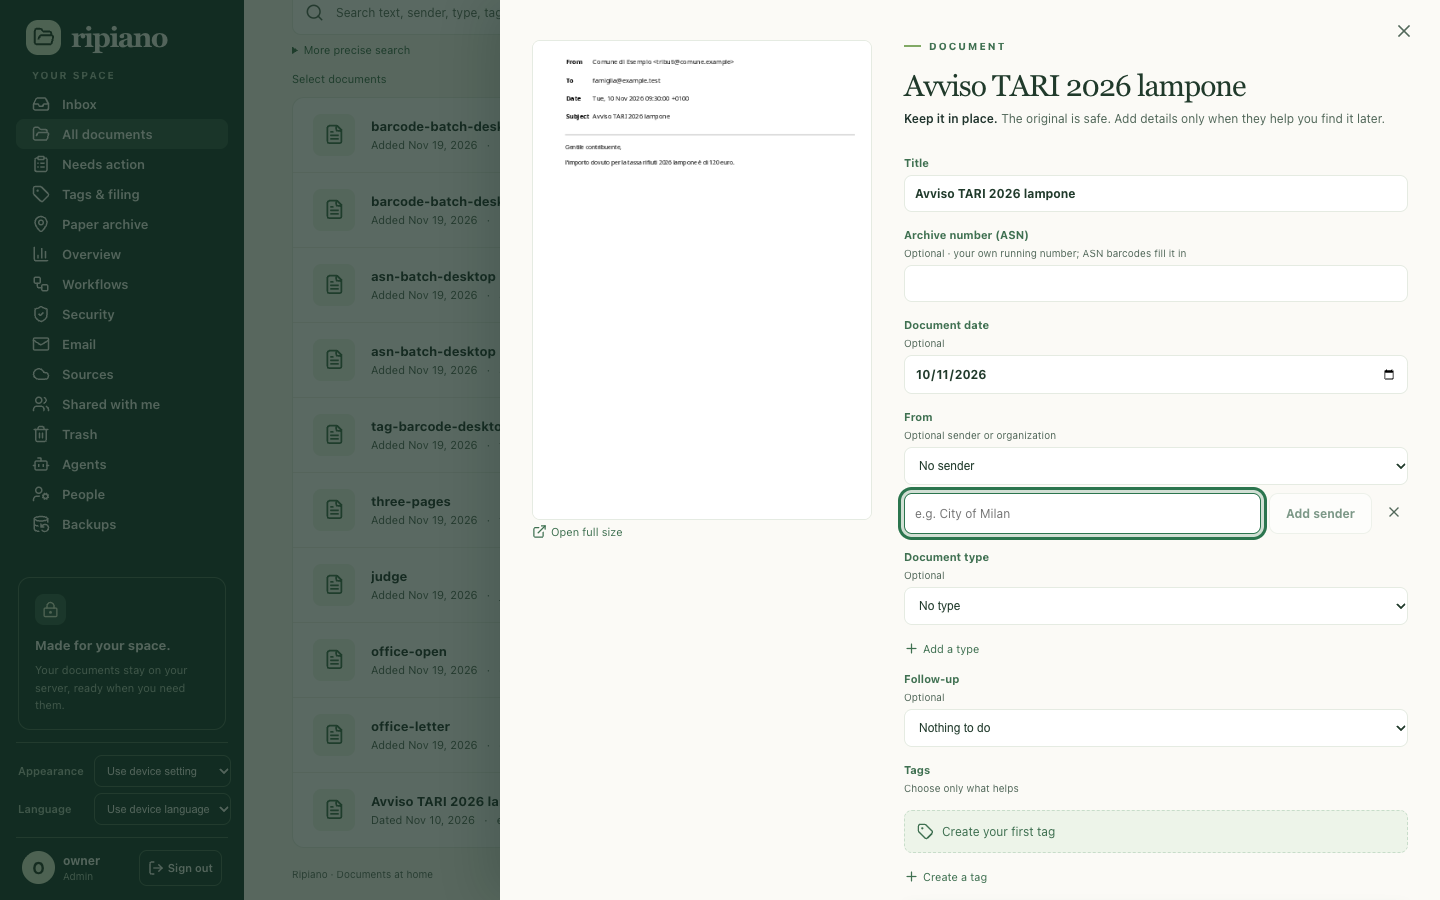 ripiano
YOUR SPACE
Inbox
All documents
Needs action
Tags & filing
Paper archive
Overview
Workflows
Security
Email
Sources
Shared with me
Trash
Agents
People
Backups
Made for your space.
Your documents stay on your
server, ready when you need
them.
Appearance
Use device setting
Language
Use device language
O
owner
Admin
Sign out
Search text, sender, type, tag
More precise search
Select documents
barcode-batch-desk
Added Nov 19, 2026 ·
barcode-batch-desk
Added Nov 19, 2026 ·
asn-batch-desktop
Added Nov 19, 2026 ·
asn-batch-desktop
Added Nov 19, 2026 ·
tag-barcode-deskto
Added Nov 19, 2026 ·
three-pages
Added Nov 19, 2026 ·
judge
Added Nov 19, 2026 ·
office-open
Added Nov 19, 2026 ·
office-letter
Added Nov 19, 2026 ·
Avviso TARI 2026 la
Dated Nov 10, 2026 ·
Ripiano · Documents at home
From Comune di Esempio <tributi@comune.example>
To famiglia@example.test
Date Tue, 10 Nov 2026 09:30:00 +0100
Subject Avviso TARI 2026 lampone
Gentile contribuente,
l'importo dovuto per la tassa rifiuti 2026 lampone è di 120 euro.
Open full size
DOCUMENT
Avviso TARI 2026 lampone
Keep it in place. The original is safe. Add details only when they help you find it later.
Title
Avviso TARI 2026 lampone
Archive number (ASN)
Optional · your own running number; ASN barcodes fill it in
Document date
Optional
10/11/2026
From
Optional sender or organization
No sender
e.g. City of Milan
Add sender
Document type
Optional
No type
Add a type
Follow-up
Optional
Nothing to do
Tags
Choose only what helps
Create your first tag
Create a tag